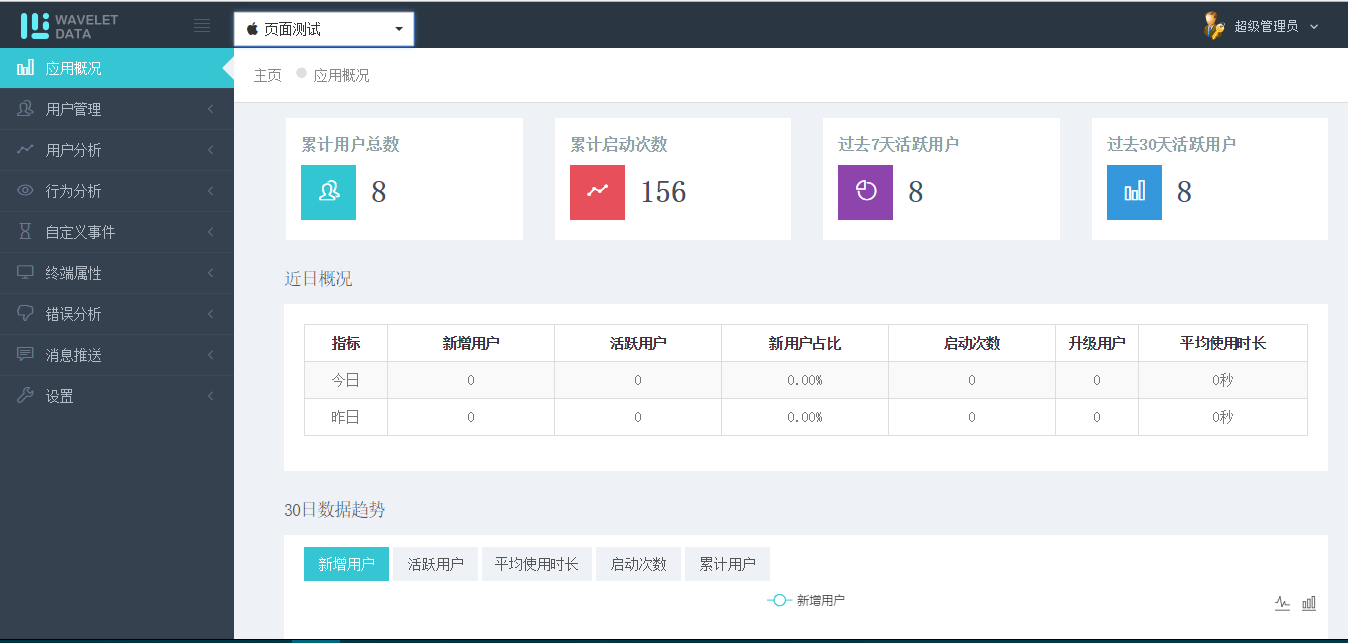 WAVELET
DATA
页面测试
超级管理员
应用概况
用户管理
用户分析
行为分析
自定义事件
终端属性
错误分析
消息推送
设置
主页 应用概况
累计用户总数
8
累计启动次数
156
过去7天活跃用户
8
过去30天活跃用户
8
近日概况
指标 新增用户 活跃用户 新用户占比 启动次数 升级用户 平均使用时长
今日 0 0 0.00% 0 0 0秒
昨日 0 0 0.00% 0 0 0秒
30日数据趋势
新增用户 活跃用户 平均使用时长 启动次数 累计用户
新增用户